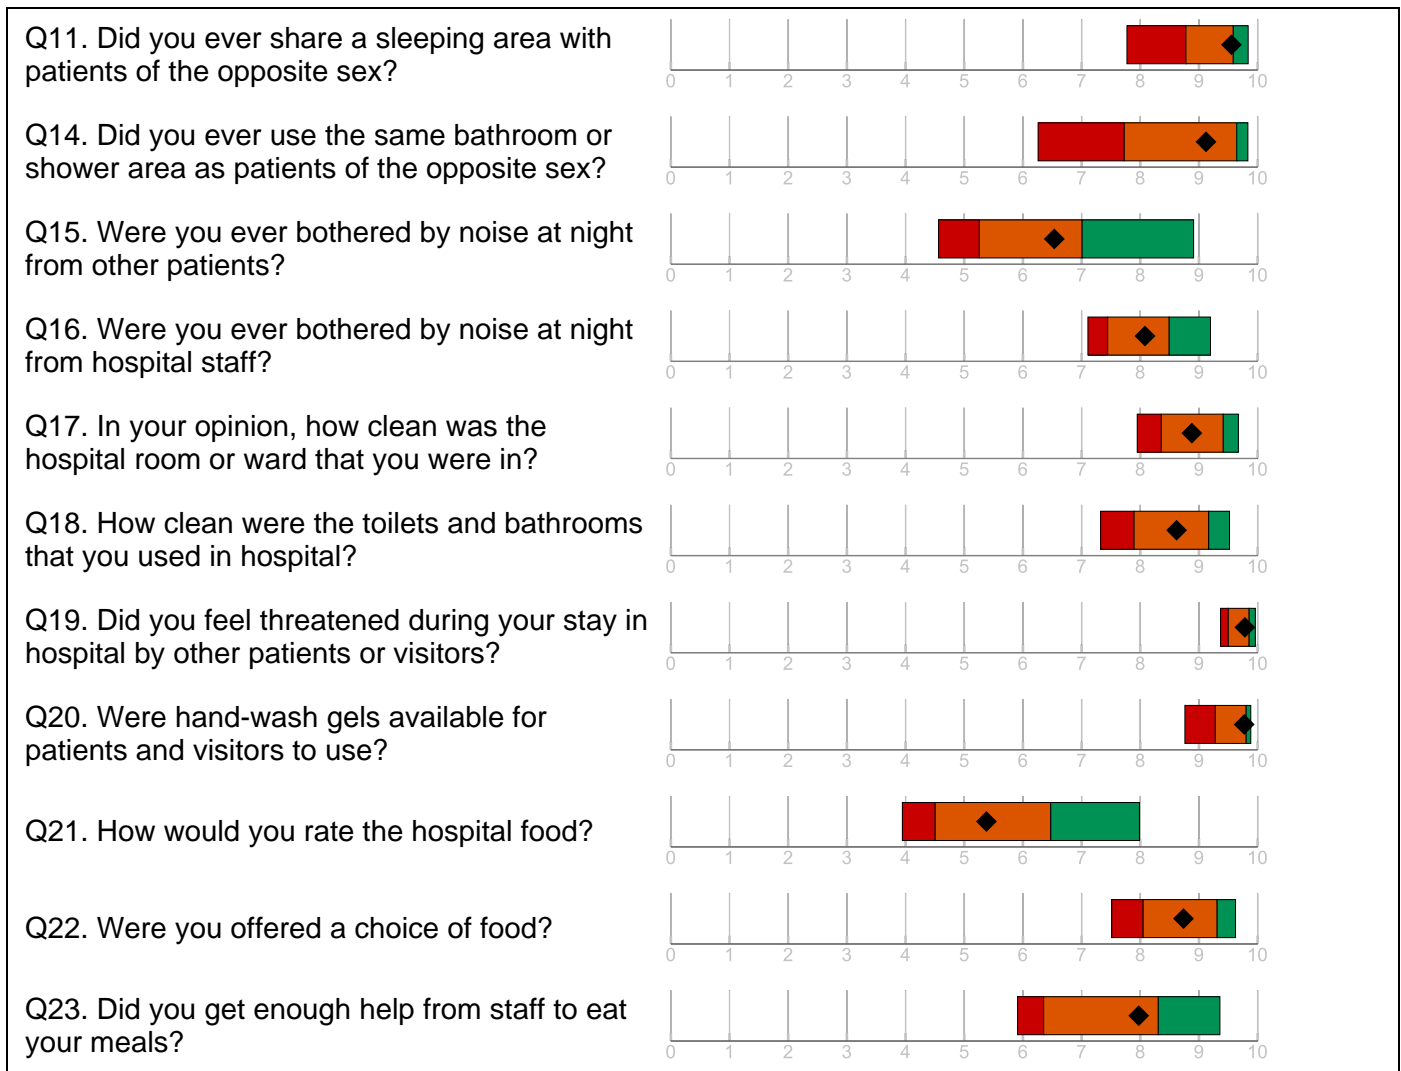 Q11. Did you ever share a sleeping area with
patients of the opposite sex?
0 1 2 3 4 5 6 7 8 9 10
Q14. Did you ever use the same bathroom or
shower area as patients of the opposite sex?
0 1 2 3 4 5 6 7 8 9 10
Q15. Were you ever bothered by noise at night
from other patients?
0 1 2 3 4 5 6 7 8 9 10
Q16. Were you ever bothered by noise at night
from hospital staff?
0 1 2 3 4 5 6 7 8 9 10
Q17. In your opinion, how clean was the
hospital room or ward that you were in?
0 1 2 3 4 5 6 7 8 9 10
Q18. How clean were the toilets and bathrooms
that you used in hospital?
0 1 2 3 4 5 6 7 8 9 10
Q19. Did you feel threatened during your stay in
hospital by other patients or visitors?
0 1 2 3 4 5 6 7 8 9 10
Q20. Were hand-wash gels available for
patients and visitors to use?
0 1 2 3 4 5 6 7 8 9 10
Q21. How would you rate the hospital food?
0 1 2 3 4 5 6 7 8 9 10
Q22. Were you offered a choice of food?
0 1 2 3 4 5 6 7 8 9 10
Q23. Did you get enough help from staff to eat
your meals?
0 1 2 3 4 5 6 7 8 9 10